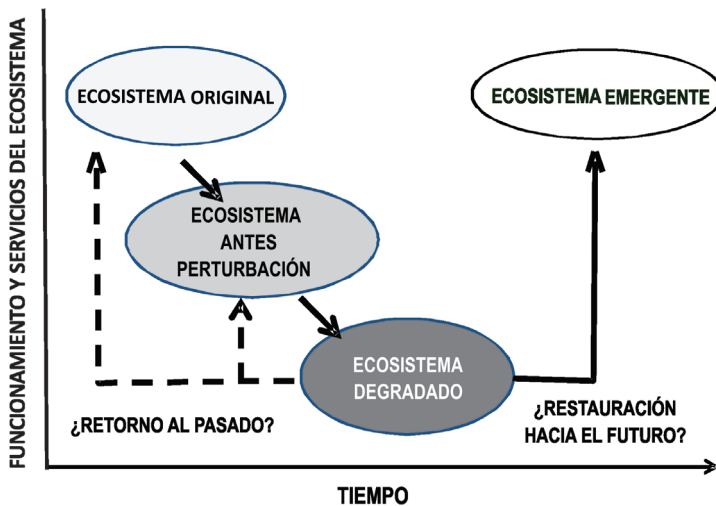 FUNCIONAMIENTO Y SERVICIOS DEL ECOSISTEMA
ECOSISTEMA ORIGINAL
ECOSISTEMA EMERGENTE
ECOSISTEMA
ANTES
PERTURBACIÓN
ECOSISTEMA
DEGRADADO
¿RETORNO AL PASADO?
¿RESTAURACIÓN
HACIA EL FUTURO?
TIEMPO